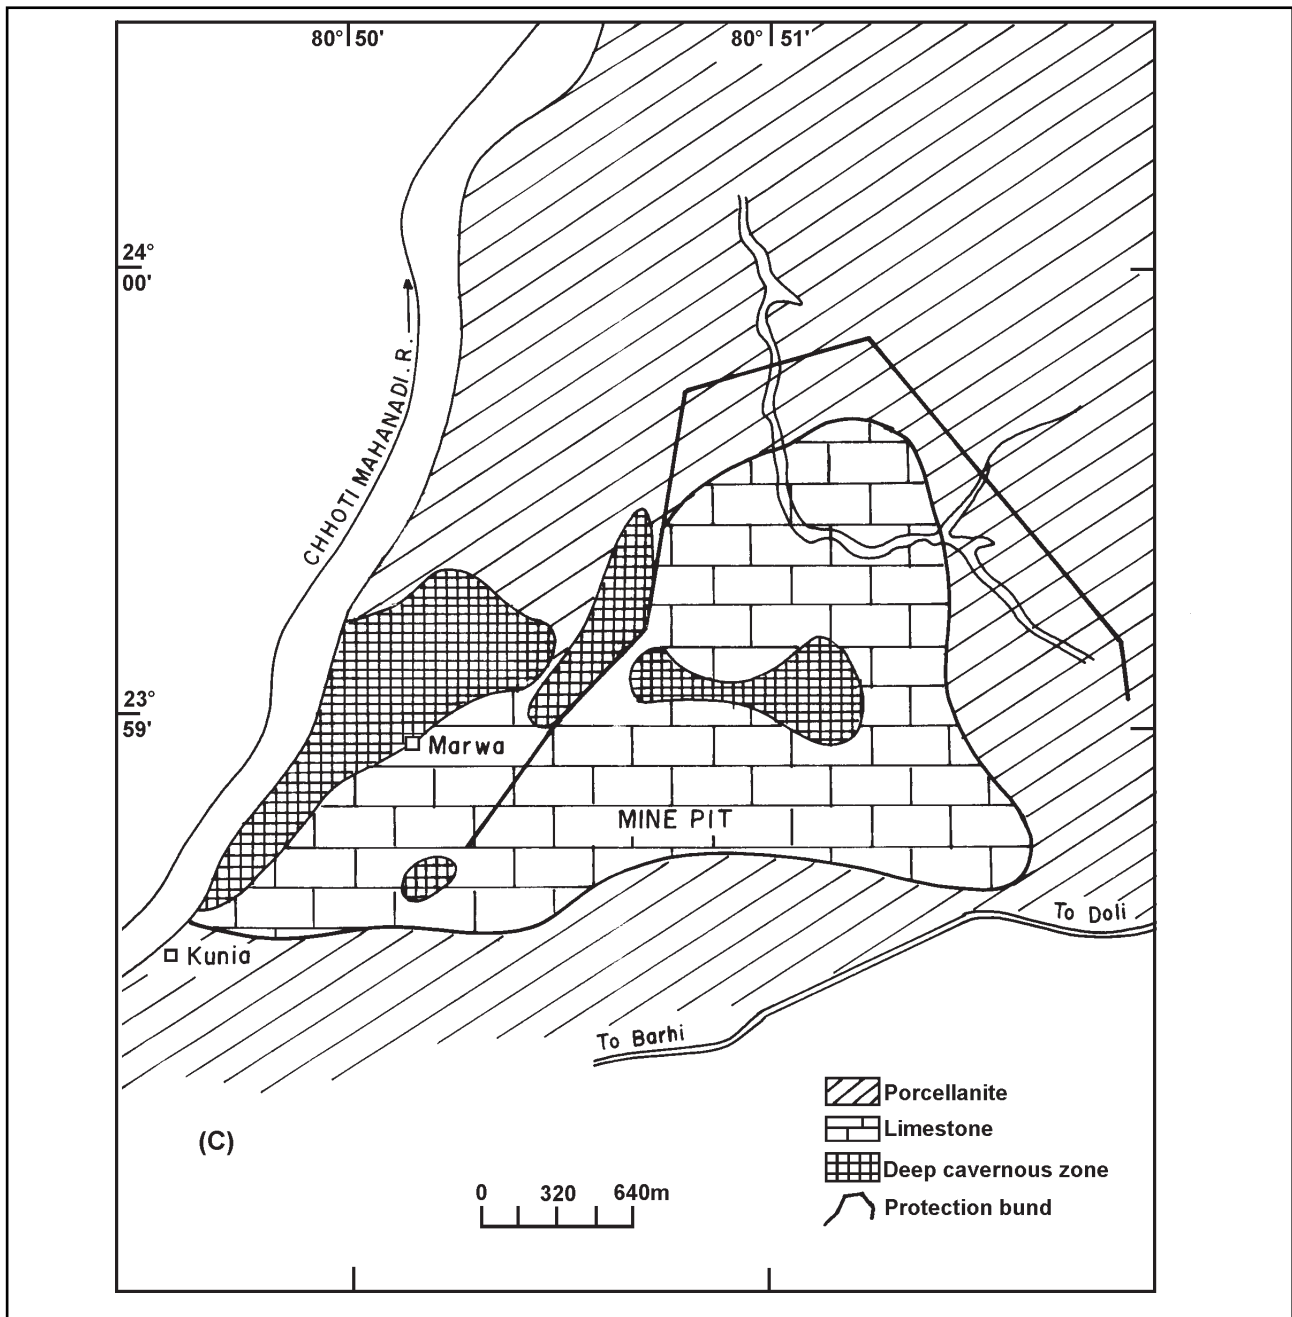 80° 50'
80° 51'
24°
00'
CHHOTI MAHANADI. R.
23°
59'
Marwa
MINE PIT
Kunia
To Doli
To Barhi
Porcellanite
Limestone
Deep cavernous zone
Protection bund
(C)
0 320 640m